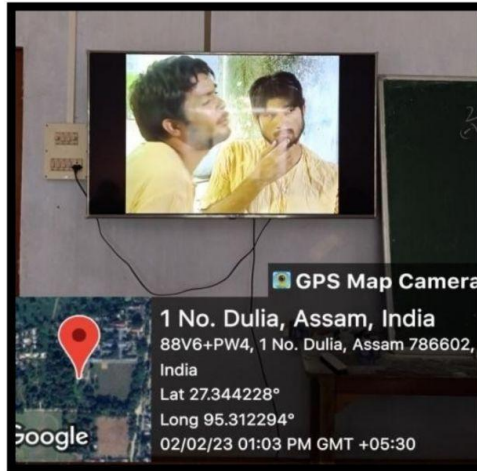 GPS Map Camera
1 No. Dulia, Assam, India
88V6+PW4, 1 No. Dulia, Assam 786602,
India
Lat 27.344228°
Long 95.312294°
02/02/23 01:03 PM GMT +05:30
Google